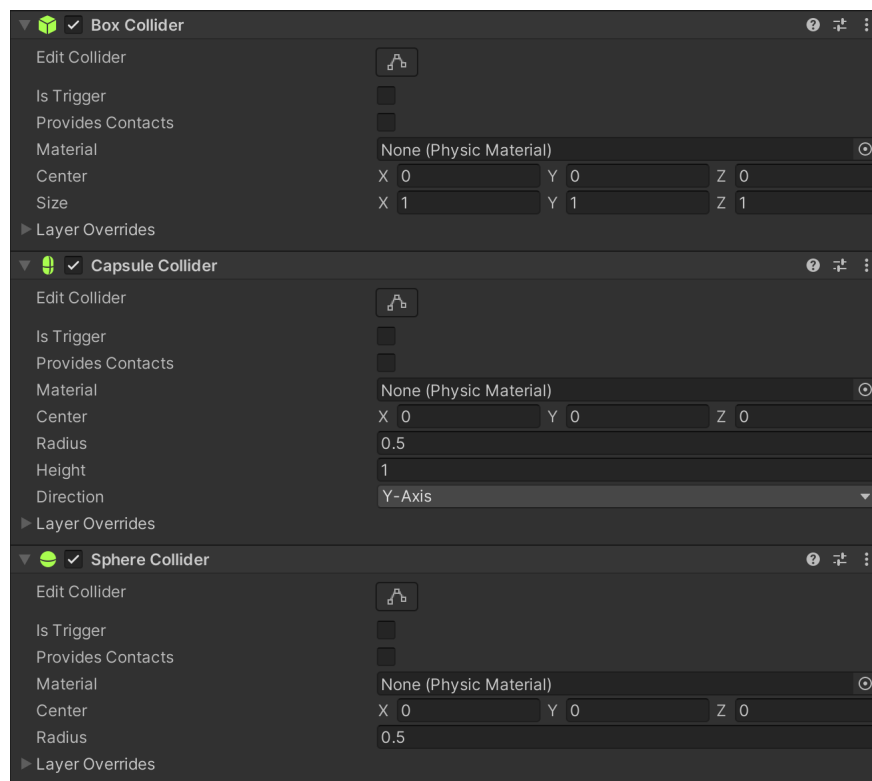 Box Collider
Edit Collider
Is Trigger
Provides Contacts
Material None (Physic Material)
Center X 0 Y 0 Z 0
Size X 1 Y 1 Z 1
Layer Overrides
Capsule Collider
Edit Collider
Is Trigger
Provides Contacts
Material None (Physic Material)
Center X 0 Y 0 Z 0
Radius 0.5
Height 1
Direction Y-Axis
Layer Overrides
Sphere Collider
Edit Collider
Is Trigger
Provides Contacts
Material None (Physic Material)
Center X 0 Y 0 Z 0
Radius 0.5
Layer Overrides